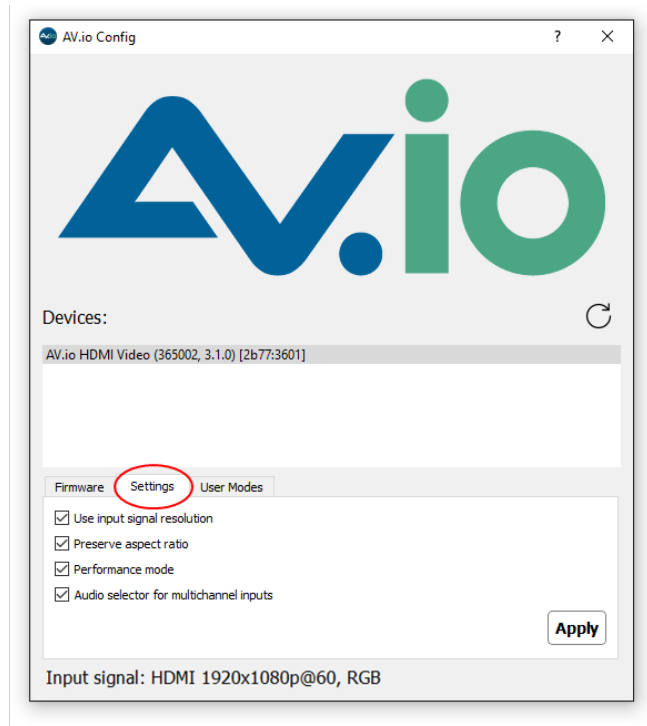 AV.io Config ? ×
AV.io
Devices:
AV.io HDMI Video (365002, 3.1.0) [2b77:3601]
Firmware Settings User Modes
Use input signal resolution
Preserve aspect ratio
Performance mode
Audio selector for multichannel inputs
Apply
Input signal: HDMI 1920x1080p@60, RGB